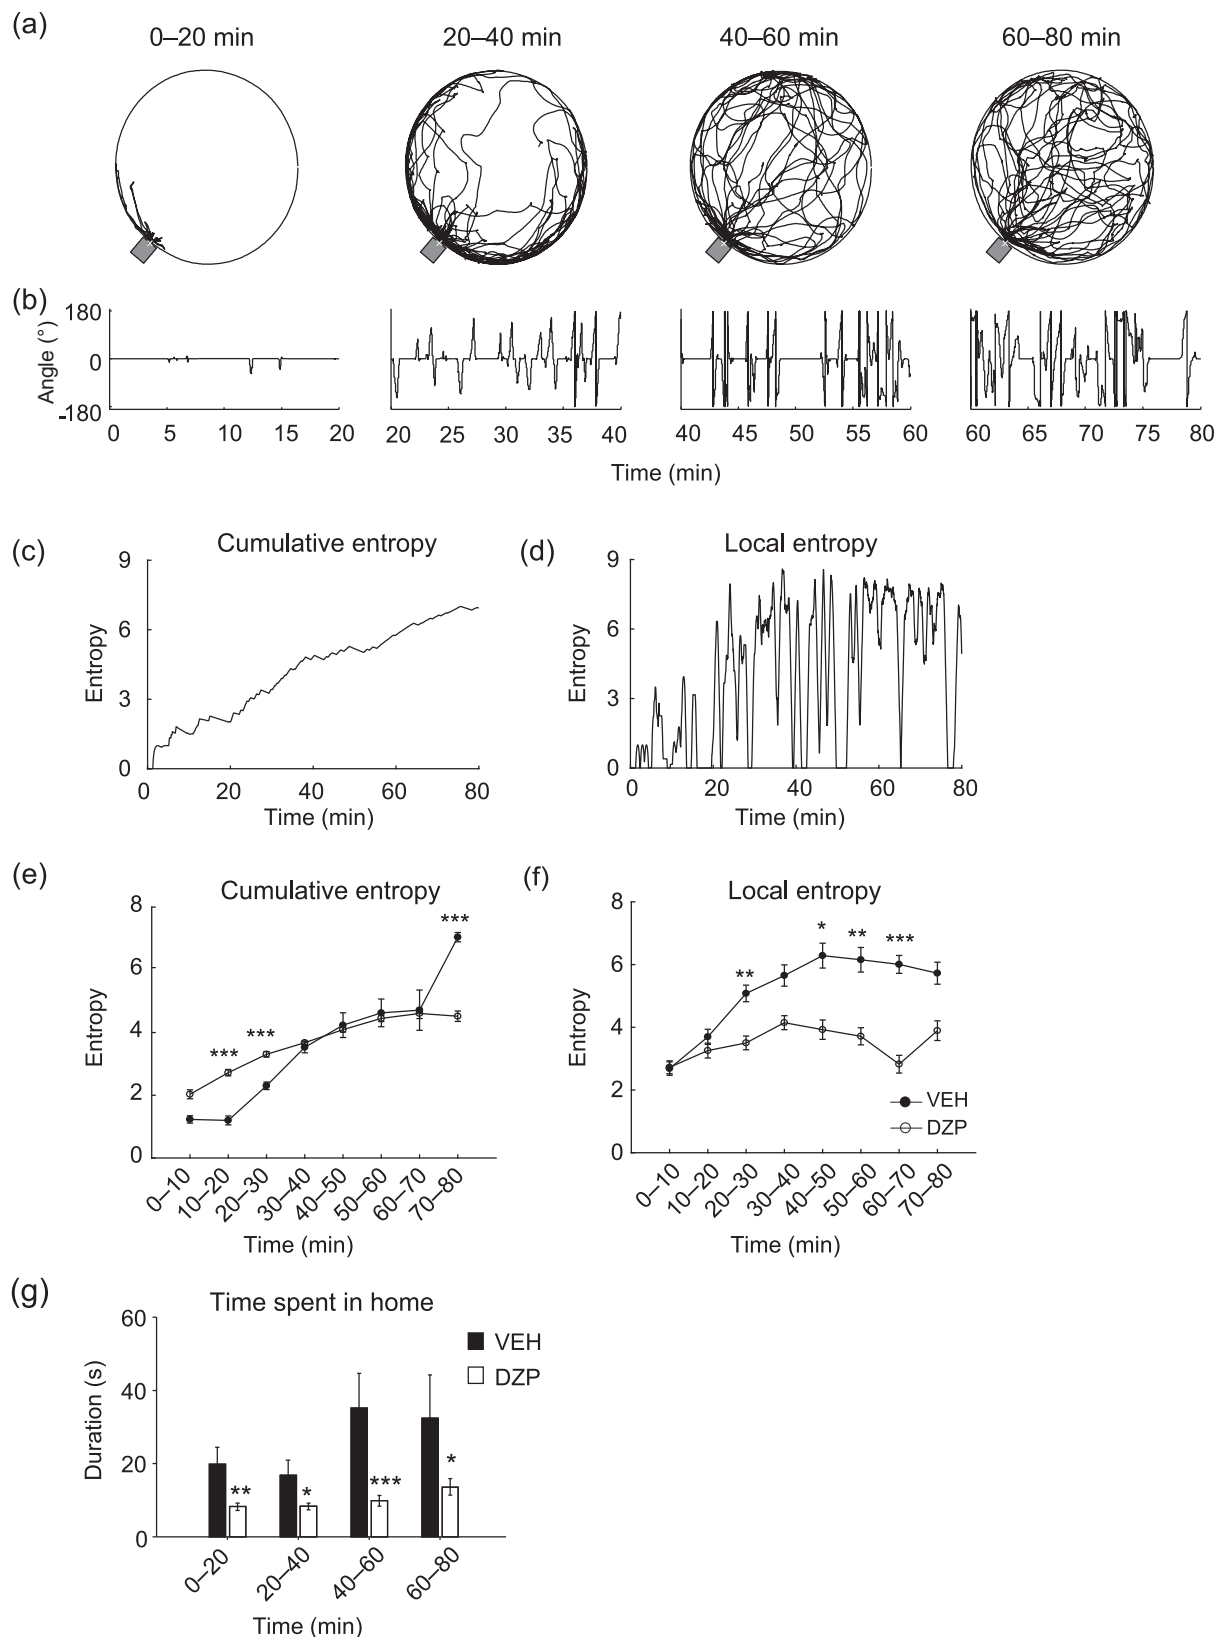 (a)
0–20 min 20–40 min 40–60 min 60–80 min
(b)
180
0
-180
Angle (°)
0 5 10 15 20 20 25 30 35 40 40 45 50 55 60 60 65 70 75 80
Time (min)
(c)
Cumulative entropy
9
6
3
0
Entropy
0 20 40 60 80
Time (min)
(d)
Local entropy
9
6
3
0
Entropy
0 20 40 60 80
Time (min)
(e)
Cumulative entropy
8
6
4
2
0
Entropy
*** *** ***
0–10 10–20 20–30 30–40 40–50 50–60 60–70 70–80
Time (min)
(f)
Local entropy
8
6
4
2
0
Entropy
** * ** ***
VEH
DZP
0–10 10–20 20–30 30–40 40–50 50–60 60–70 70–80
Time (min)
(g)
Time spent in home
60
40
20
0
Duration (s)
VEH
DZP
** * *** *
0–20 20–40 40–60 60–80
Time (min)